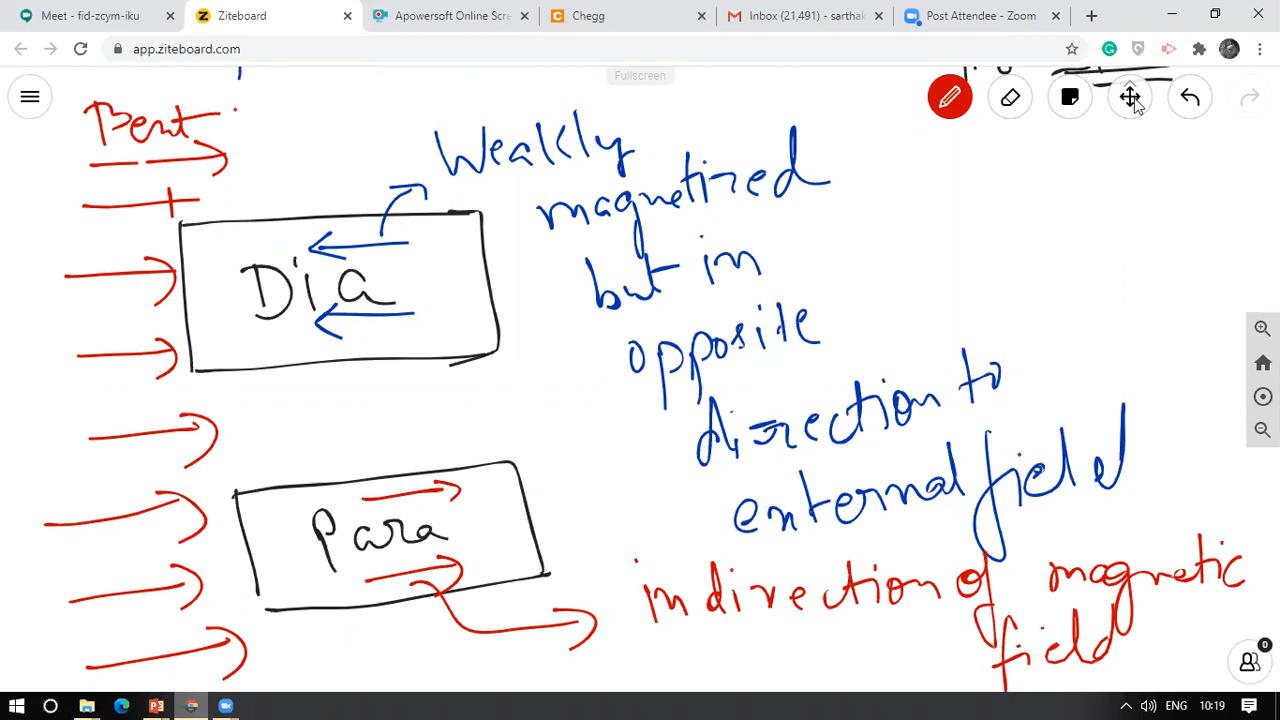 Meet - fid-zcym-iku
Ziteboard
Apowersoft Online Screen
Chegg
Inbox (21,491) - sarthak
Post Attendee - Zoom
app.ziteboard.com
Fullscreen
Weakly
magnetized
but in
opposite
direction to
external field
Dia
Para
in direction of magnetic
field
0
ENG
10:19